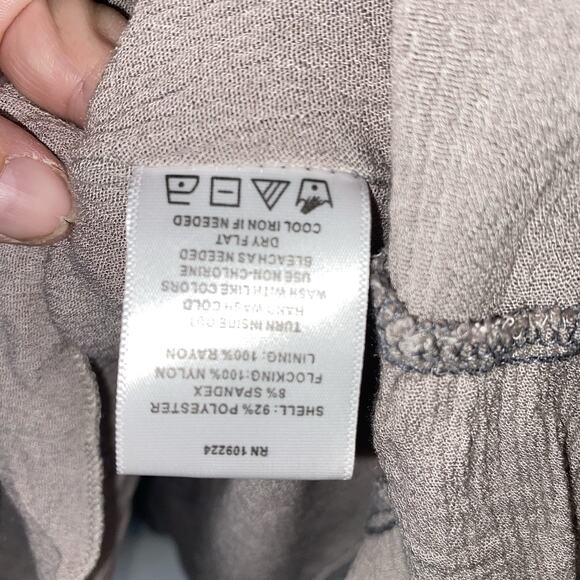 RN 109224
SHELL: 92% POLYESTER
8% SPANDEX
FLOCKING:100% NYLON
LINING: 100% RAYON
TURN INSIDE OUT
HAND WASH COLD
WASH WITH LIKE COLORS
USE NON-CHLORINE
BLEACH AS NEEDED
DRY FLAT
COOL IRON IF NEEDED